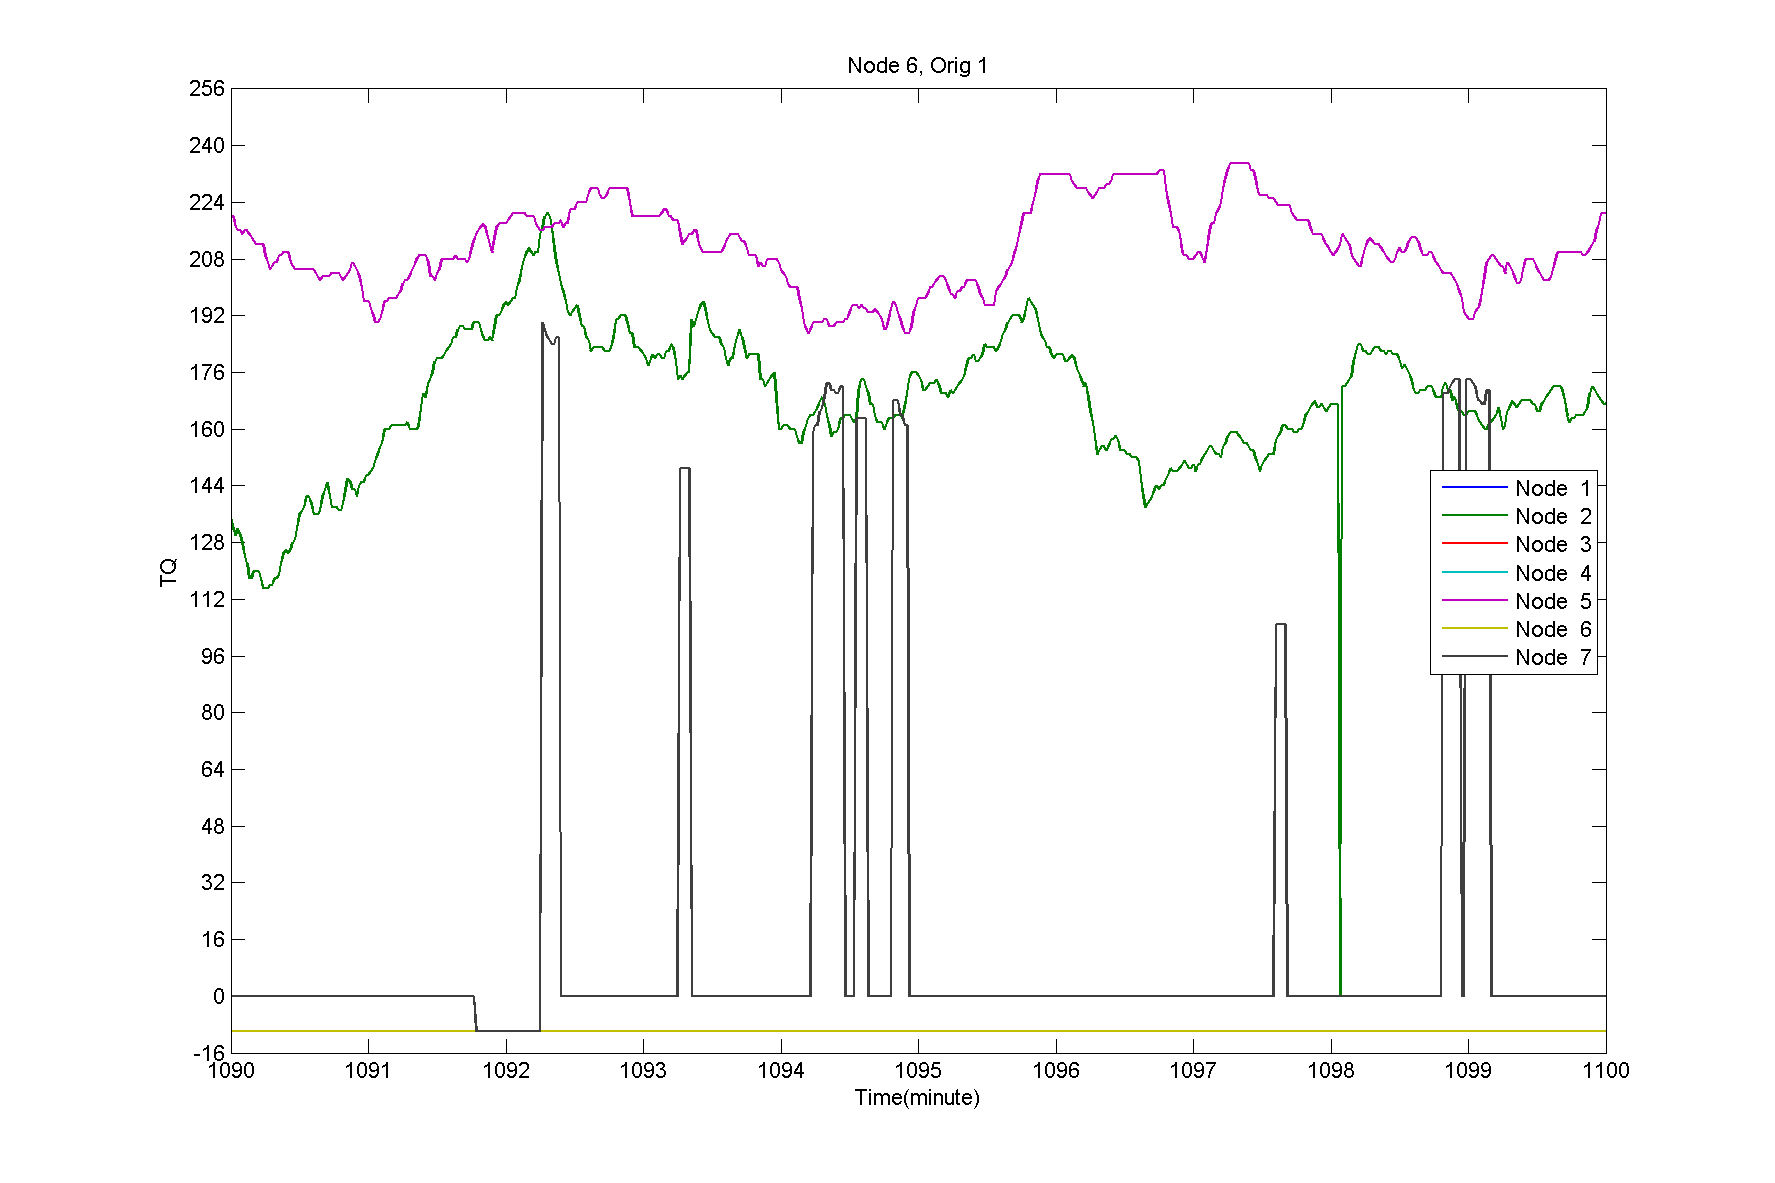 Node 6, Orig 1
256
240
224
208
192
176
160
144
128
112
96
80
64
48
32
16
0
-16
TQ
Node 1
Node 2
Node 3
Node 4
Node 5
Node 6
Node 7
1090 1091 1092 1093 1094 1095 1096 1097 1098 1099 1100
Time(minute)